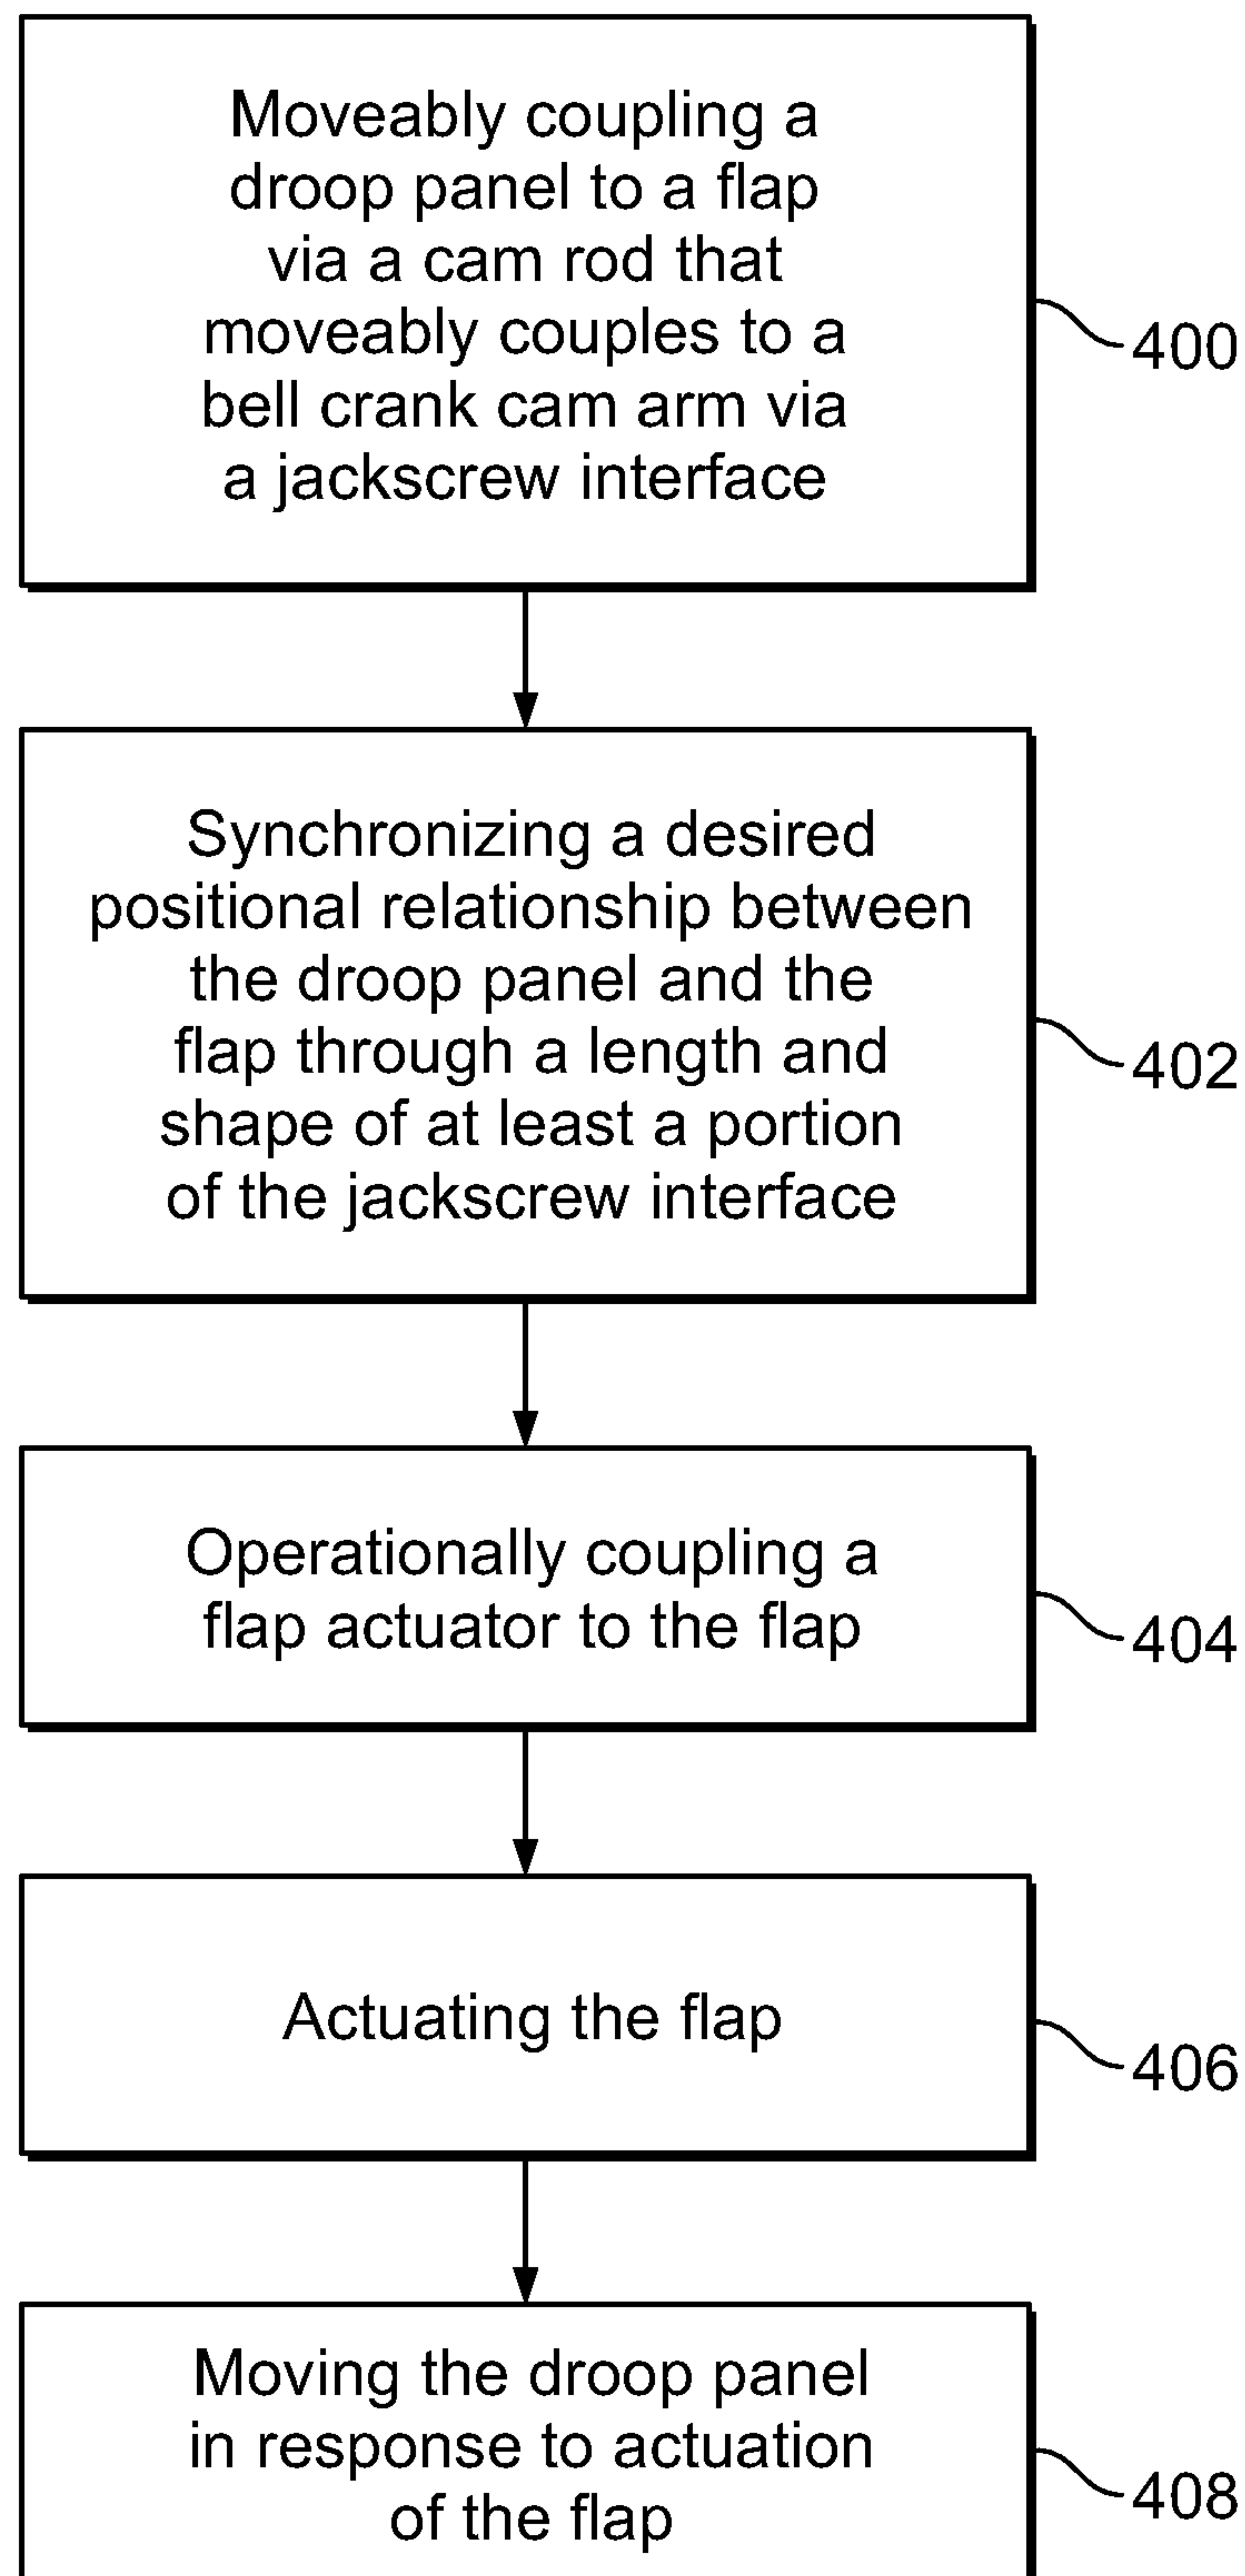 Moveably coupling a
droop panel to a flap
via a cam rod that
moveably couples to a
bell crank cam arm via
a jackscrew interface
400
Synchronizing a desired
positional relationship between
the droop panel and the
flap through a length and
shape of at least a portion
of the jackscrew interface
402
Operationally coupling a
flap actuator to the flap
404
Actuating the flap
406
Moving the droop panel
in response to actuation
of the flap
408